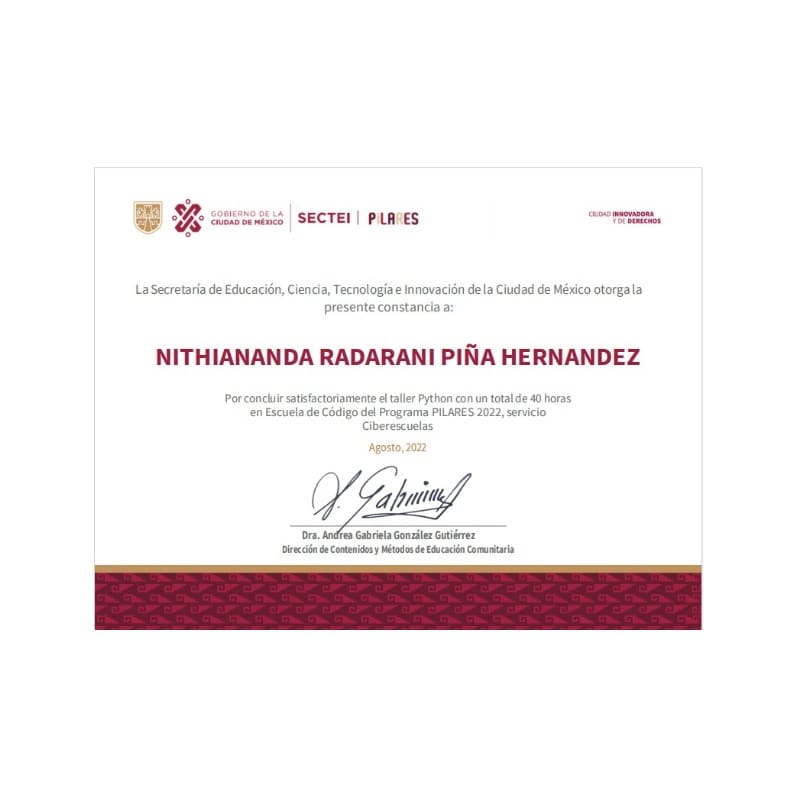 GOBIERNO DE LA
CIUDAD DE MÉXICO
SECTEI
PILARES
CIUDAD INNOVADORA
Y DE DERECHOS
La Secretaría de Educación, Ciencia, Tecnología e Innovación de la Ciudad de México otorga la
presente constancia a:
NITHIANANDA RADARANI PIÑA HERNANDEZ
Por concluir satisfactoriamente el taller Python con un total de 40 horas
en Escuela de Código del Programa PILARES 2022, servicio
Ciberescuelas
Agosto, 2022
Dra. Andrea Gabriela González Gutiérrez
Dirección de Contenidos y Métodos de Educación Comunitaria